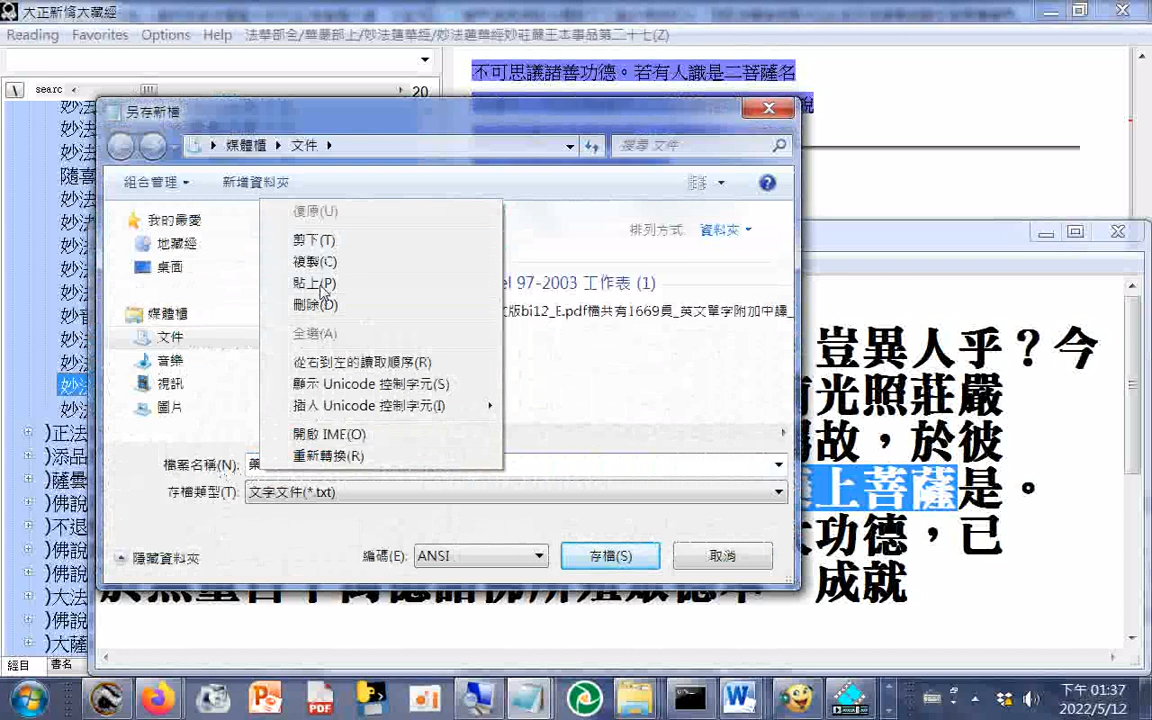 大正新脩大藏經
Reading Favorites Options Help 法華部全/華嚴部上/妙法蓮華經/妙法蓮華經妙莊嚴王本事品第二十七(Z)
不可思議諸善功德。若有人識是二菩薩名
searc
20
另存新檔
媒體櫃 文件
搜尋 文件
組合管理 新增資料夾
我的最愛
地藏經
桌面
媒體櫃
文件
音樂
視訊
圖片
排列方式: 資料夾
el 97-2003 工作表 (1)
文版bi12_E.pdf檔共有1669頁_英文單字附加中譯_
復原(U)
剪下(T)
複製(C)
貼上(P)
刪除(D)
全選(A)
從右到左的讀取順序(R)
顯示 Unicode 控制字元(S)
插入 Unicode 控制字元(I)
開啟 IME(O)
重新轉換(R)
檔案名稱(N): 藥
存檔類型(T): 文字文件(*.txt)
隱藏資料夾
編碼(E): ANSI
存檔(S)
取消
隨喜
妙法
)正法
)添品
)薩曇
)佛說
)不退
)佛說
)佛說
)大法
)佛說
)大薩
經目 書名
豈異人乎？今
光照莊嚴
故，於彼
上菩薩是。
功德，已
成就
下午 01:37
2022/5/12